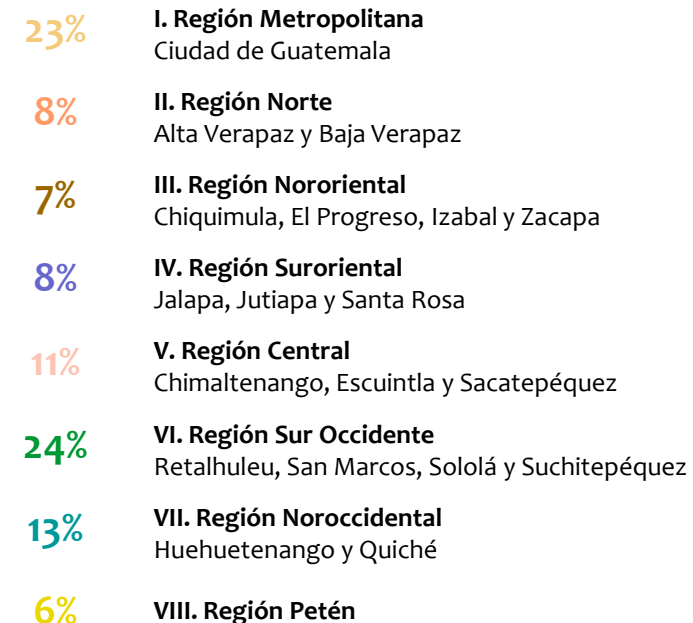 23%
I. Región Metropolitana
Ciudad de Guatemala
8%
II. Región Norte
Alta Verapaz y Baja Verapaz
7%
III. Región Nororiental
Chiquimula, El Progreso, Izabal y Zacapa
8%
IV. Región Suroriental
Jalapa, Jutiapa y Santa Rosa
11%
V. Región Central
Chimaltenango, Escuintla y Sacatepéquez
24%
VI. Región Sur Occidente
Retalhuleu, San Marcos, Sololá y Suchitepéquez
13%
VII. Región Noroccidental
Huehuetenango y Quiché
6%
VIII. Región Petén